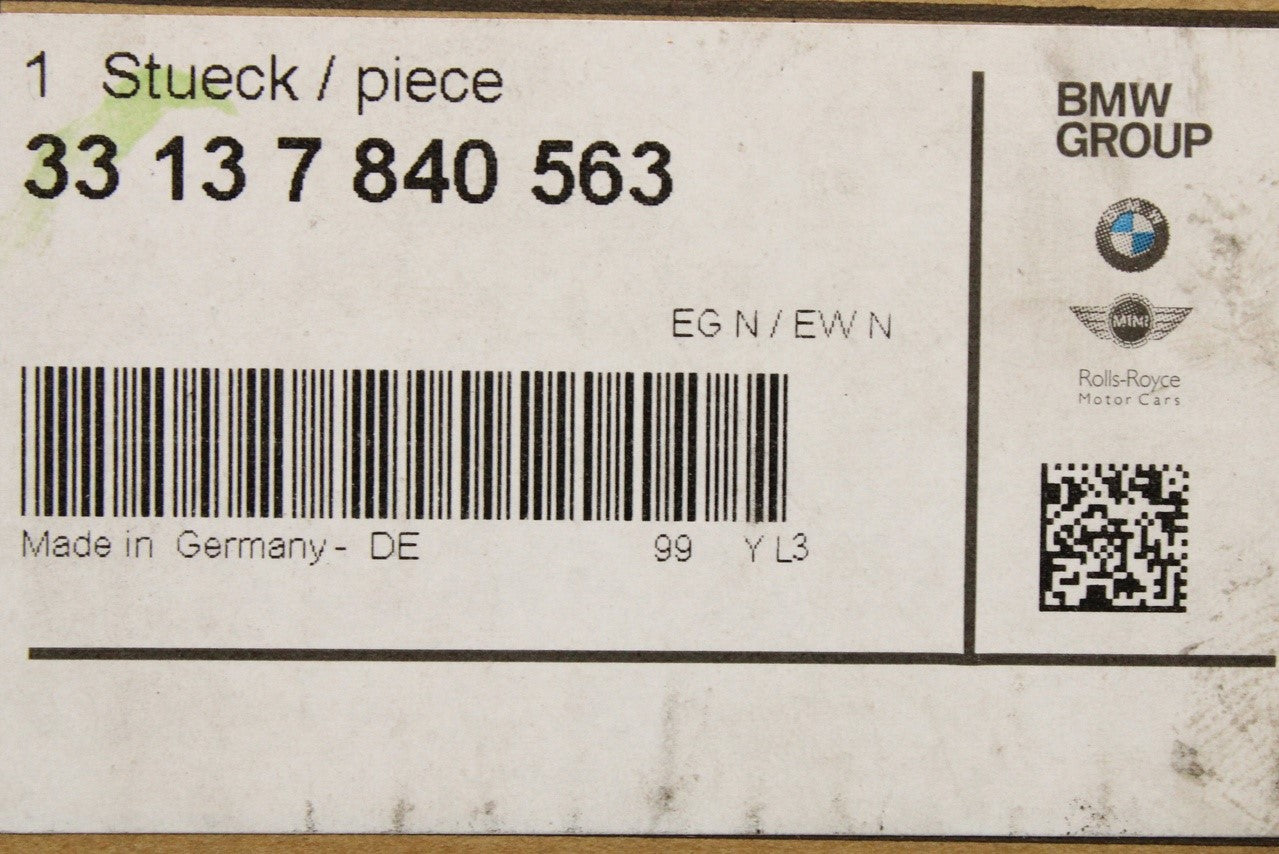 1 Stueck / piece
33 13 7 840 563
EG N / EW N
Made in Germany - DE 99 Y L3
BMW
GROUP
MINI
Rolls-Royce
Motor Cars